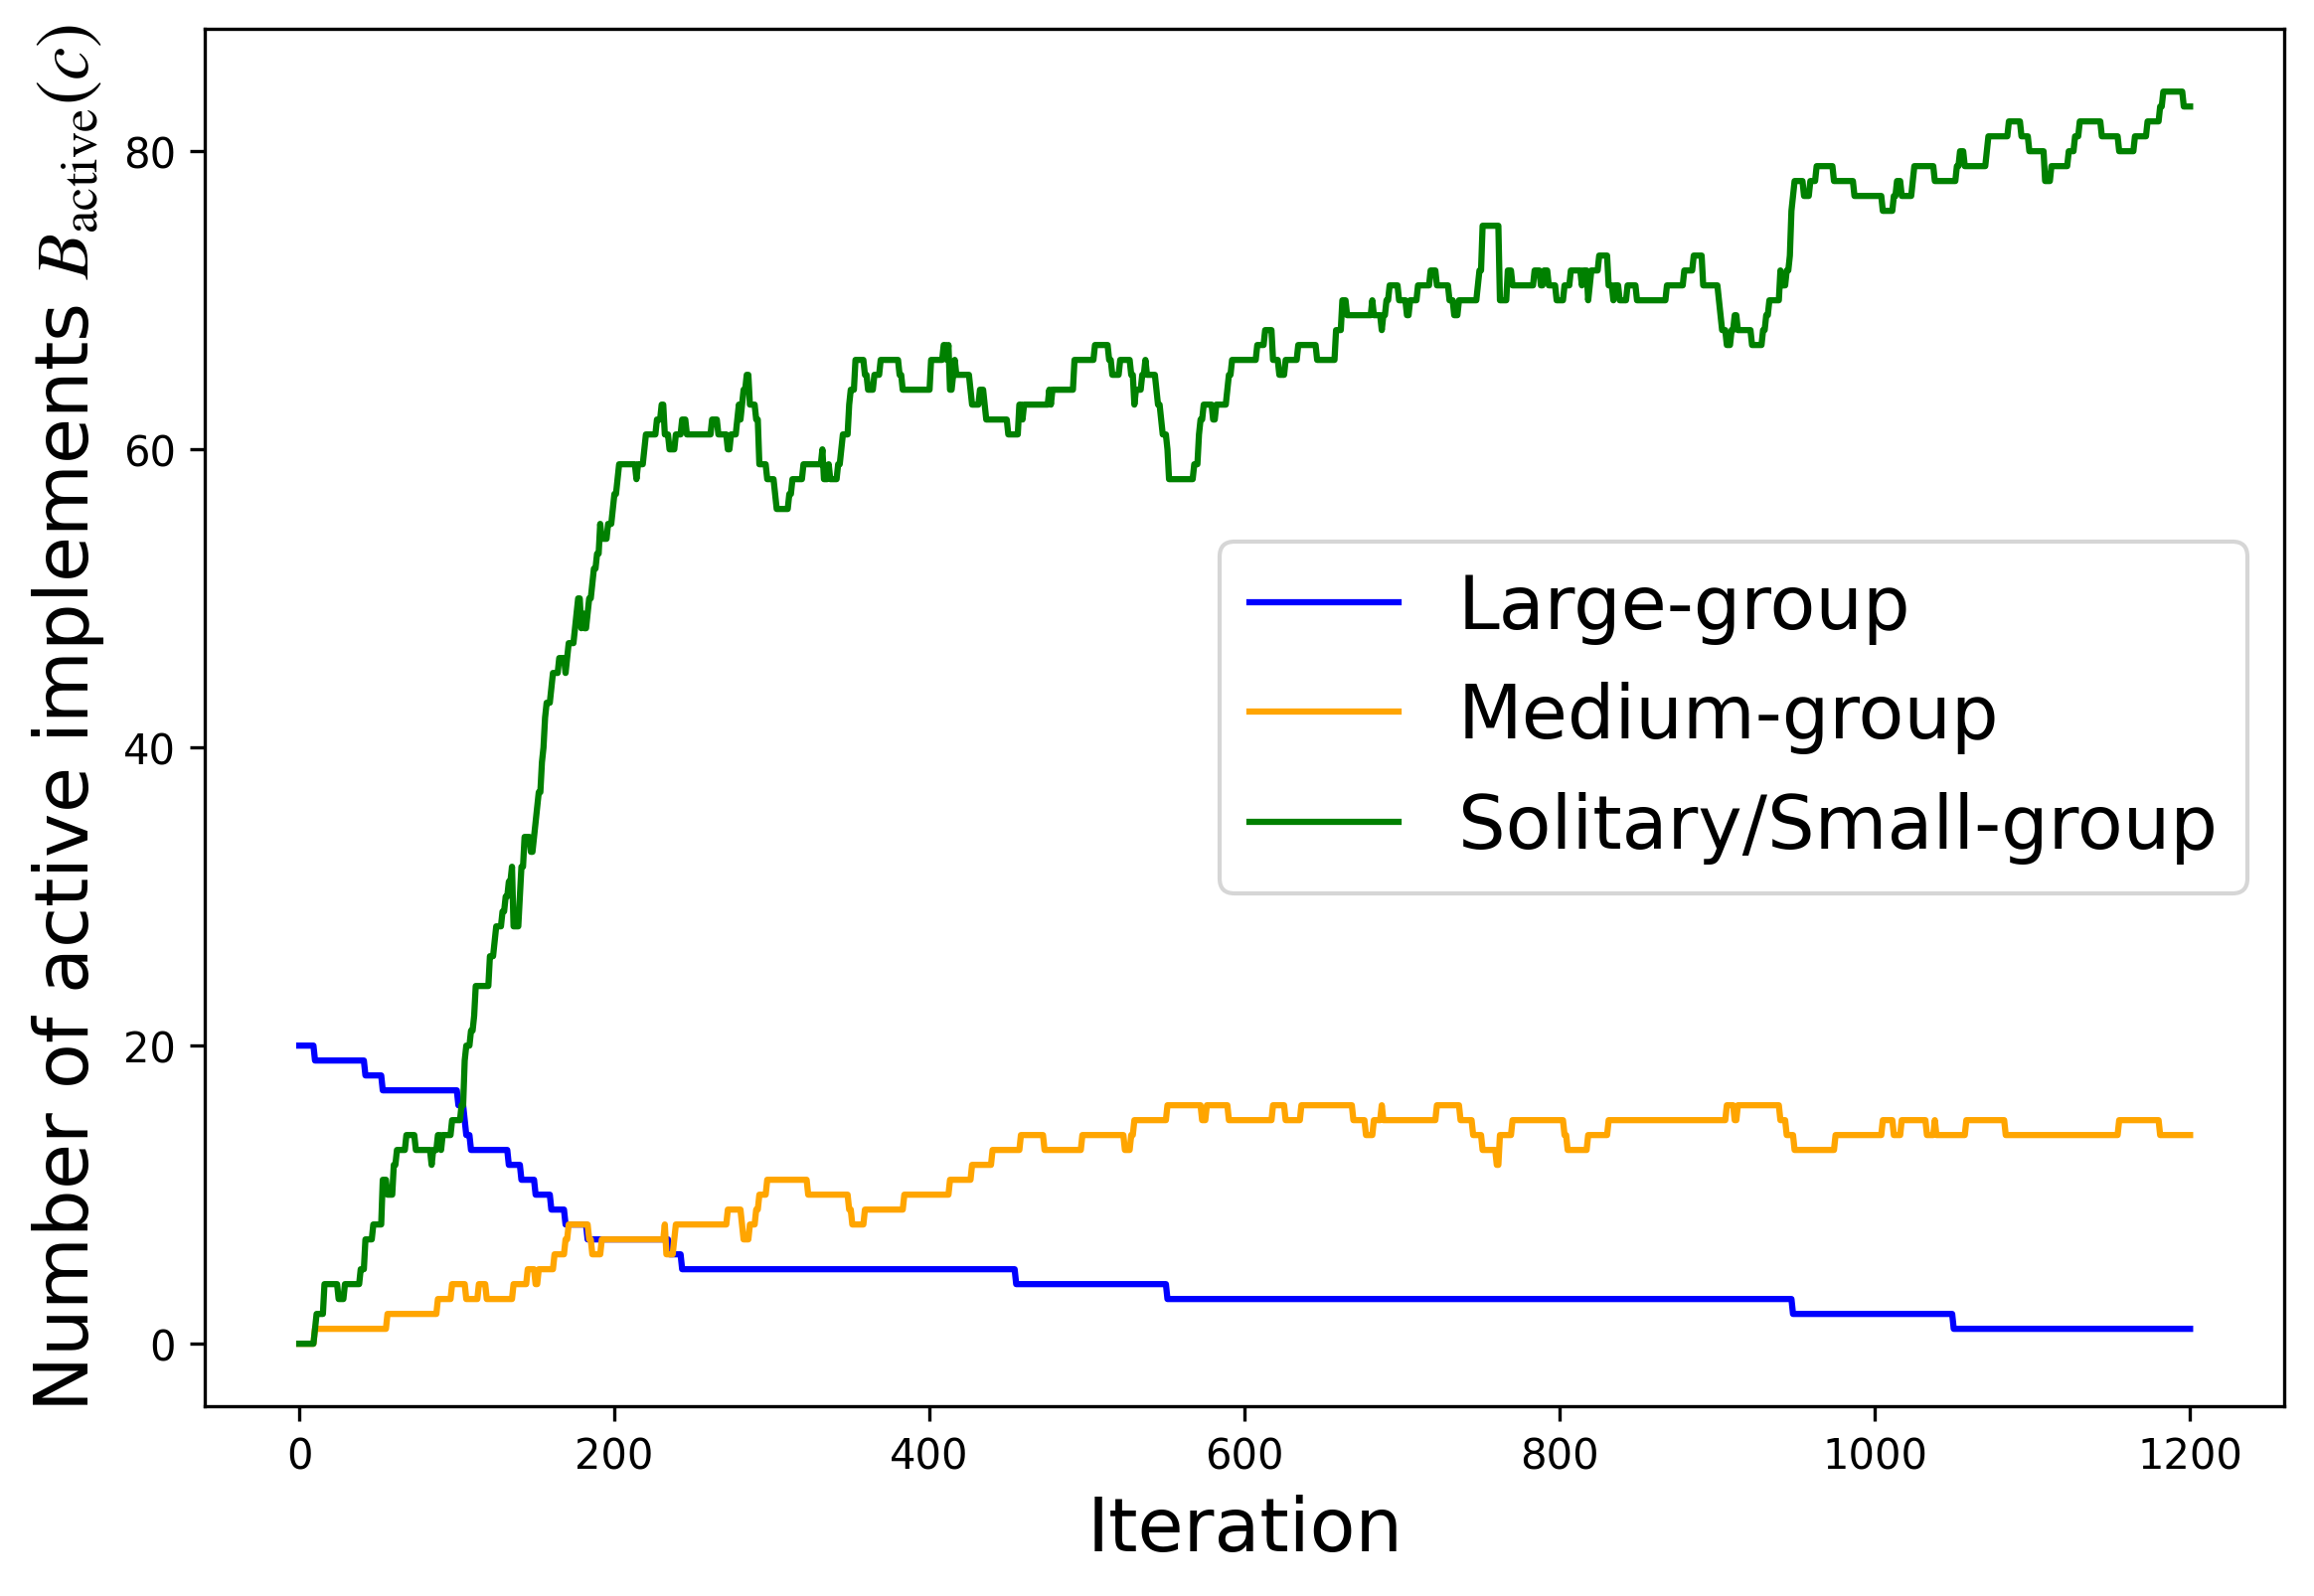 Number of active implements B_active(c)
80
60
40
20
0
Large-group
Medium-group
Solitary/Small-group
0 200 400 600 800 1000 1200
Iteration